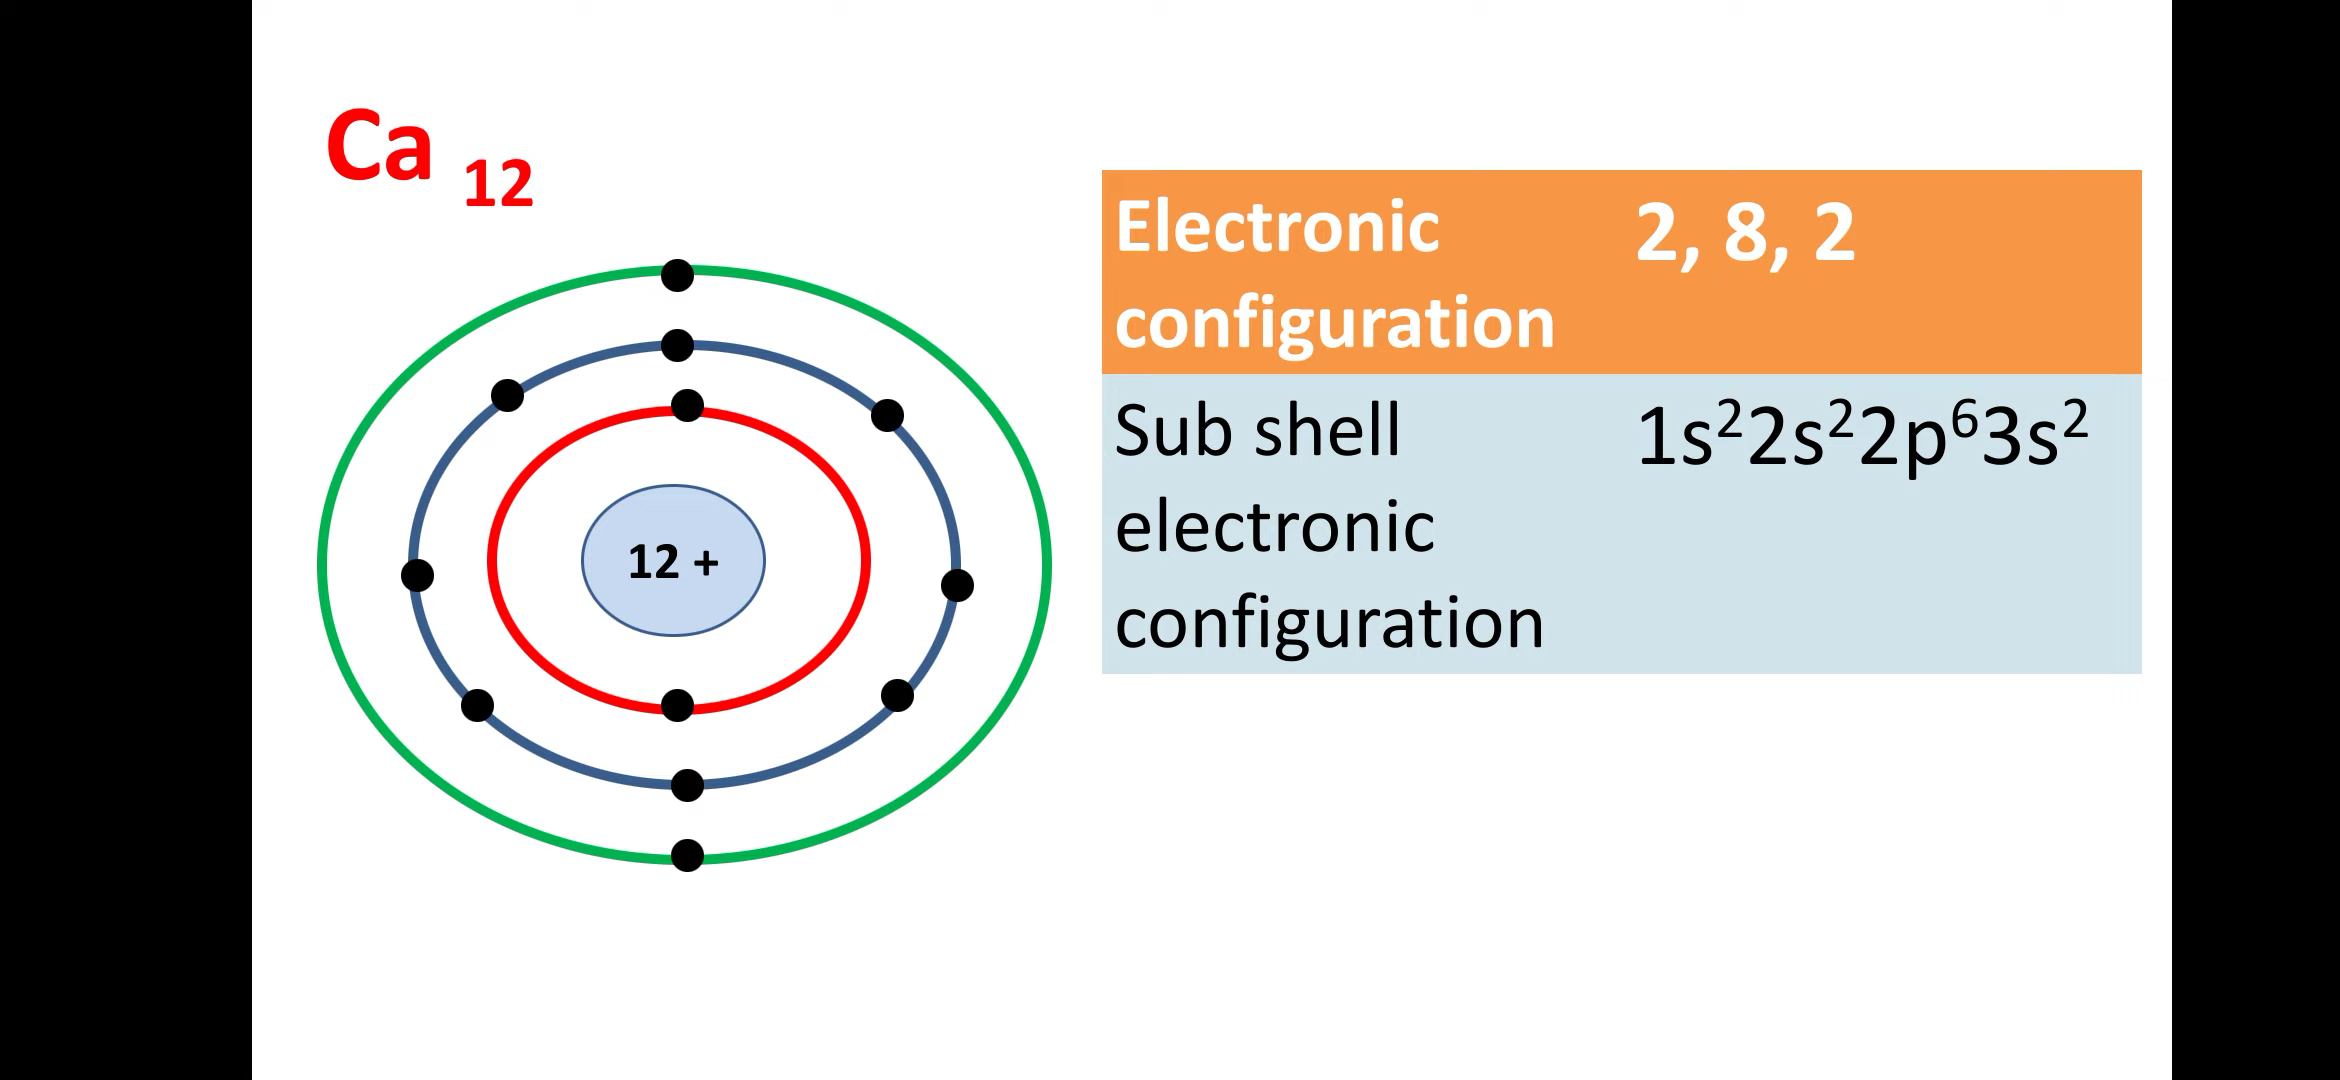 Ca 12
Electronic 2, 8, 2
configuration
Sub shell 1s²2s²2p⁶3s²
electronic
configuration
12 +